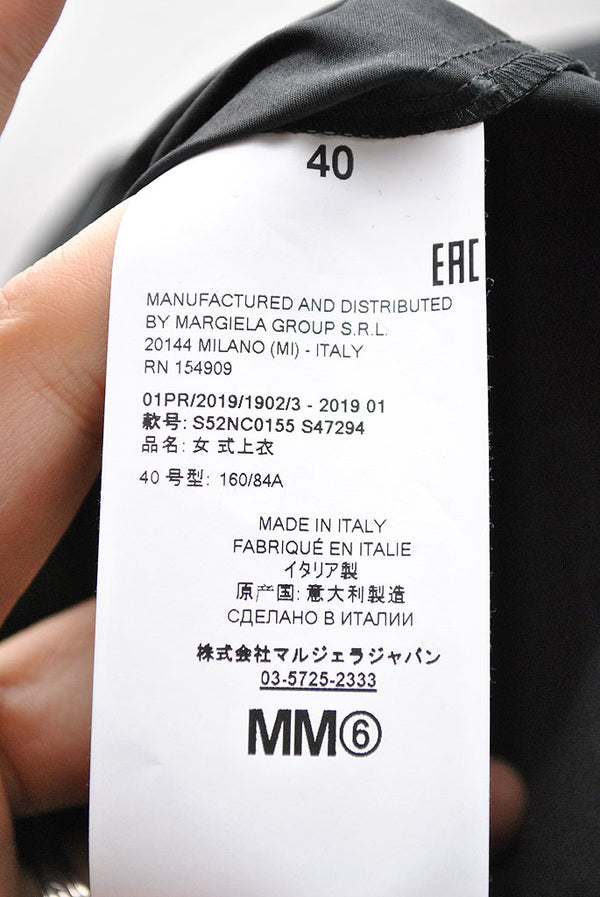 40
EAC
MANUFACTURED AND DISTRIBUTED
BY MARGIELA GROUP S.R.L.
20144 MILANO (MI) - ITALY
RN 154909
01PR/2019/1902/3 - 2019 01
款号: S52NC0155 S47294
品名: 女 式上衣
40 号型: 160/84A
MADE IN ITALY
FABRIQUÉ EN ITALIE
イタリア製
原产国: 意大利製造
СДЕЛАНО В ИТАЛИИ
株式会社マルジェラジャパン
03-5725-2333
MM⑥